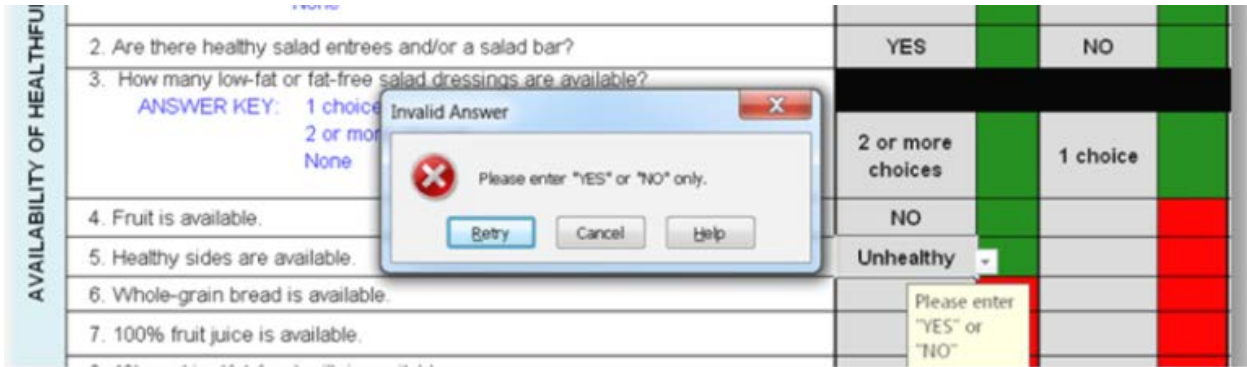 None
AVAILABILITY OF HEALTHFUL
2. Are there healthy salad entrees and/or a salad bar?
YES
NO
3. How many low-fat or fat-free salad dressings are available?
ANSWER KEY: 1 choice
2 or mor
None
2 or more
choices
1 choice
Invalid Answer
Please enter "YES" or "NO" only.
Retry
Cancel
Help
4. Fruit is available.
NO
5. Healthy sides are available.
Unhealthy
6. Whole-grain bread is available.
Please enter
"YES" or
"NO"
7. 100% fruit juice is available.